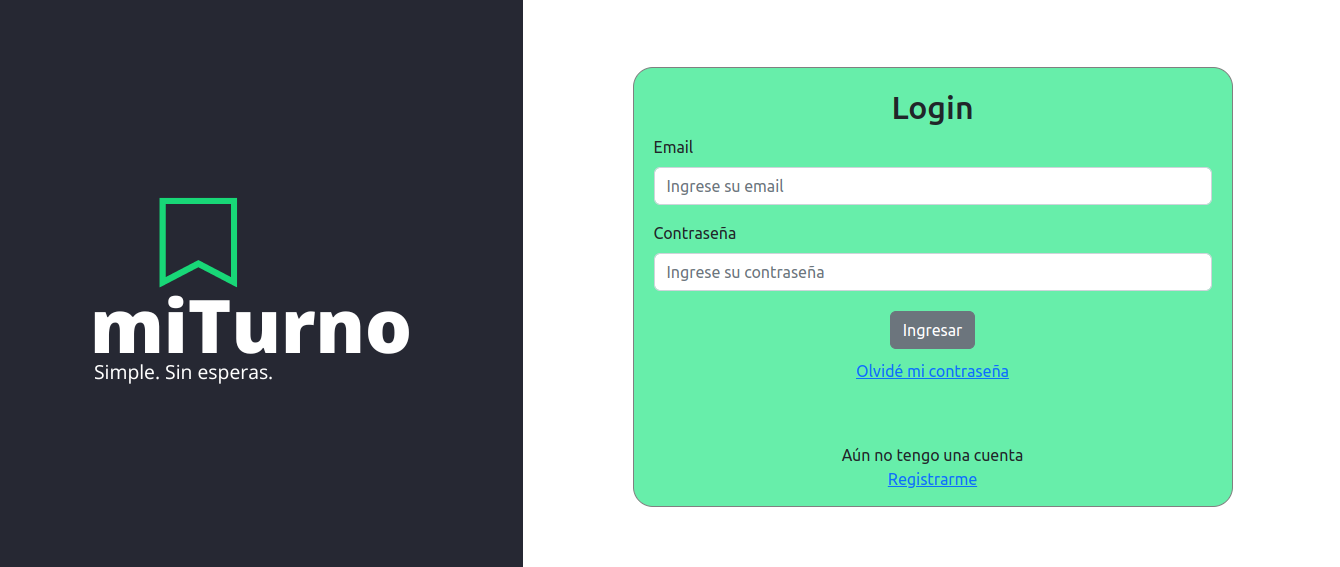 miTurno
Simple. Sin esperas.
Login
Email
Ingrese su email
Contraseña
Ingrese su contraseña
Ingresar
Olvidé mi contraseña
Aún no tengo una cuenta
Registrarme